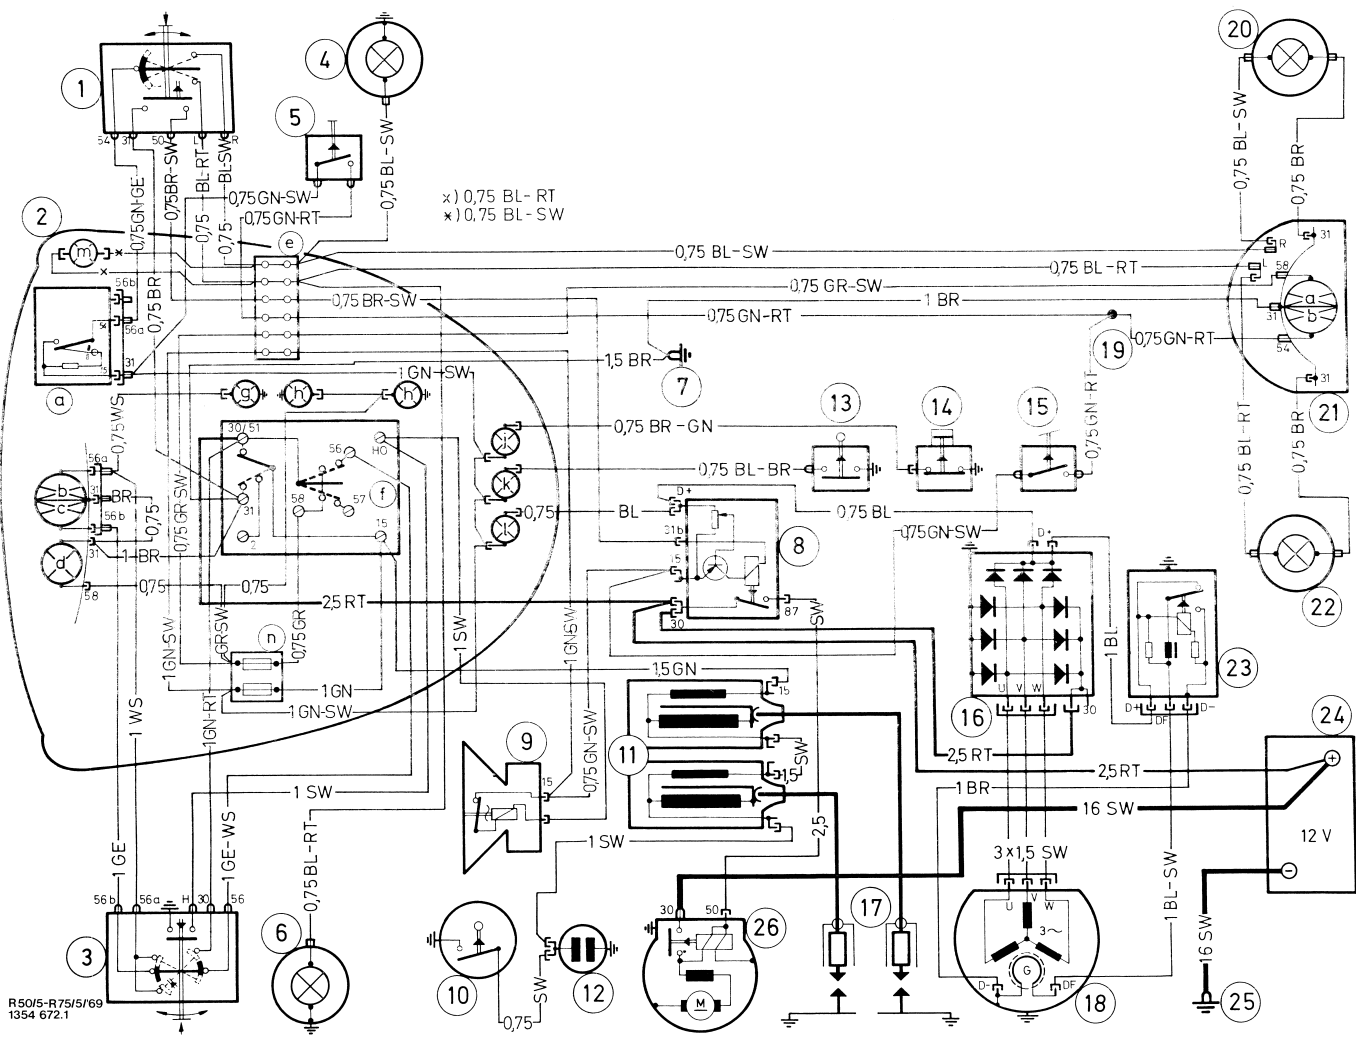 1
54
31
50
L
R
0,75 GN-GE
0,75 BR
0,75 BR-SW
0,75
BL-RT
0,75
BL-SW
4
0,75 BL-SW
5
0,75 GN-SW
0,75 GN-RT
x) 0,75 BL-RT
*) 0,75 BL-SW
20
0,75 BL-SW
0,75 BR
2
m
*
x
e
56b
56a
54
31
15
a
0,75 BL-SW
0,75 BL-RT
0,75 GR-SW
0,75 BR-SW
1 BR
0,75 GN-RT
0,75 GN-RT
19
R
L
31
58
a
b
31
54
31
21
1,5 BR
7
1 GN-SW
0,75 WS
g
h
h
30/51
56
HO
f
58
57
31
2
15
56a
b
31
c
56b
BR
0,75
d
31
1 BR
58
0,75
0,75
0,75 GR-SW
j
k
l
0,75 BR-GN
0,75 BL-BR
0,75 BL
13
14
15
0,75 GN-RT
0,75 BL-RT
0,75 BR
22
D+
31b
15
30
87
8
SW
0,75 BL
0,75 GN-SW
D+
16
U V W
30
1 BL
23
D+
DF
D-
2,5 RT
1 GN-SW
GR-SW
n
0,75 GR
1 GN
1 GN-SW
1 SW
1 GN-SW
1,5 GN
1 WS
1 GN-RT
9
15
0,75 GN-SW
11
15
1,5
SW
2,5
2,5 RT
2,5 RT
1 BR
16 SW
24
12 V
1 SW
1 GE
1 GE-WS
0,75 BL-RT
1 SW
3 x 1,5 SW
U
V
W
3~
G
D-
DF
18
1 BL-SW
16 SW
25
56b
56a
H
30
56
3
6
10
0,75
SW
12
30
50
26
M
17
R50/5-R75/5/'69
1354 672.1